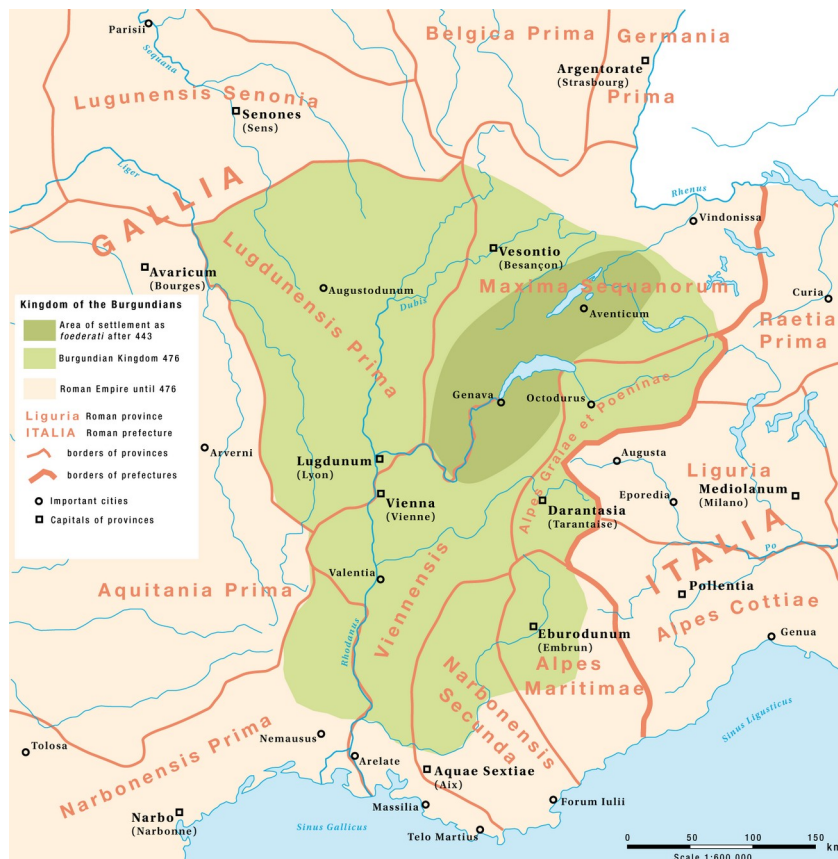 Parisii
Sequana
Belgica Prima
Germania
Prima
Argentorate
(Strasbourg)
Lugunensis Senonia
Senones
(Sens)
Liger
GALLIA
Rhenus
Vindonissa
Avaricum
(Bourges)
Lugdunensis Prima
Vesontio
(Besançon)
Augustodunum
Dubis
Maxima Sequanorum
Aventicum
Curia
Raetia
Prima
Kingdom of the Burgundians
Area of settlement as
foederati after 443
Burgundian Kingdom 476
Roman Empire until 476
Liguria Roman province
ITALIA Roman prefecture
borders of provinces
borders of prefectures
Important cities
Capitals of provinces
Genava
Octodurus
Alpes Graiae et Poeninae
Arverni
Lugdunum
(Lyon)
Vienna
(Vienne)
Darantasia
(Tarantaise)
Augusta
Eporedia
Liguria
Mediolanum
(Milano)
ITALIA
Po
Aquitania Prima
Valentia
Viennensis
Rhodanus
Pollentia
Alpes Cottiae
Genua
Eburodunum
(Embrun)
Alpes
Maritimae
Narbonensis
Secunda
Sinus Ligusticus
Narbonensis Prima
Tolosa
Nemausus
Arelate
Aquae Sextiae
(Aix)
Narbo
(Narbonne)
Massilia
Forum Iulii
Sinus Gallicus
Telo Martius
0 50 100 150 km
Scale 1:600 000